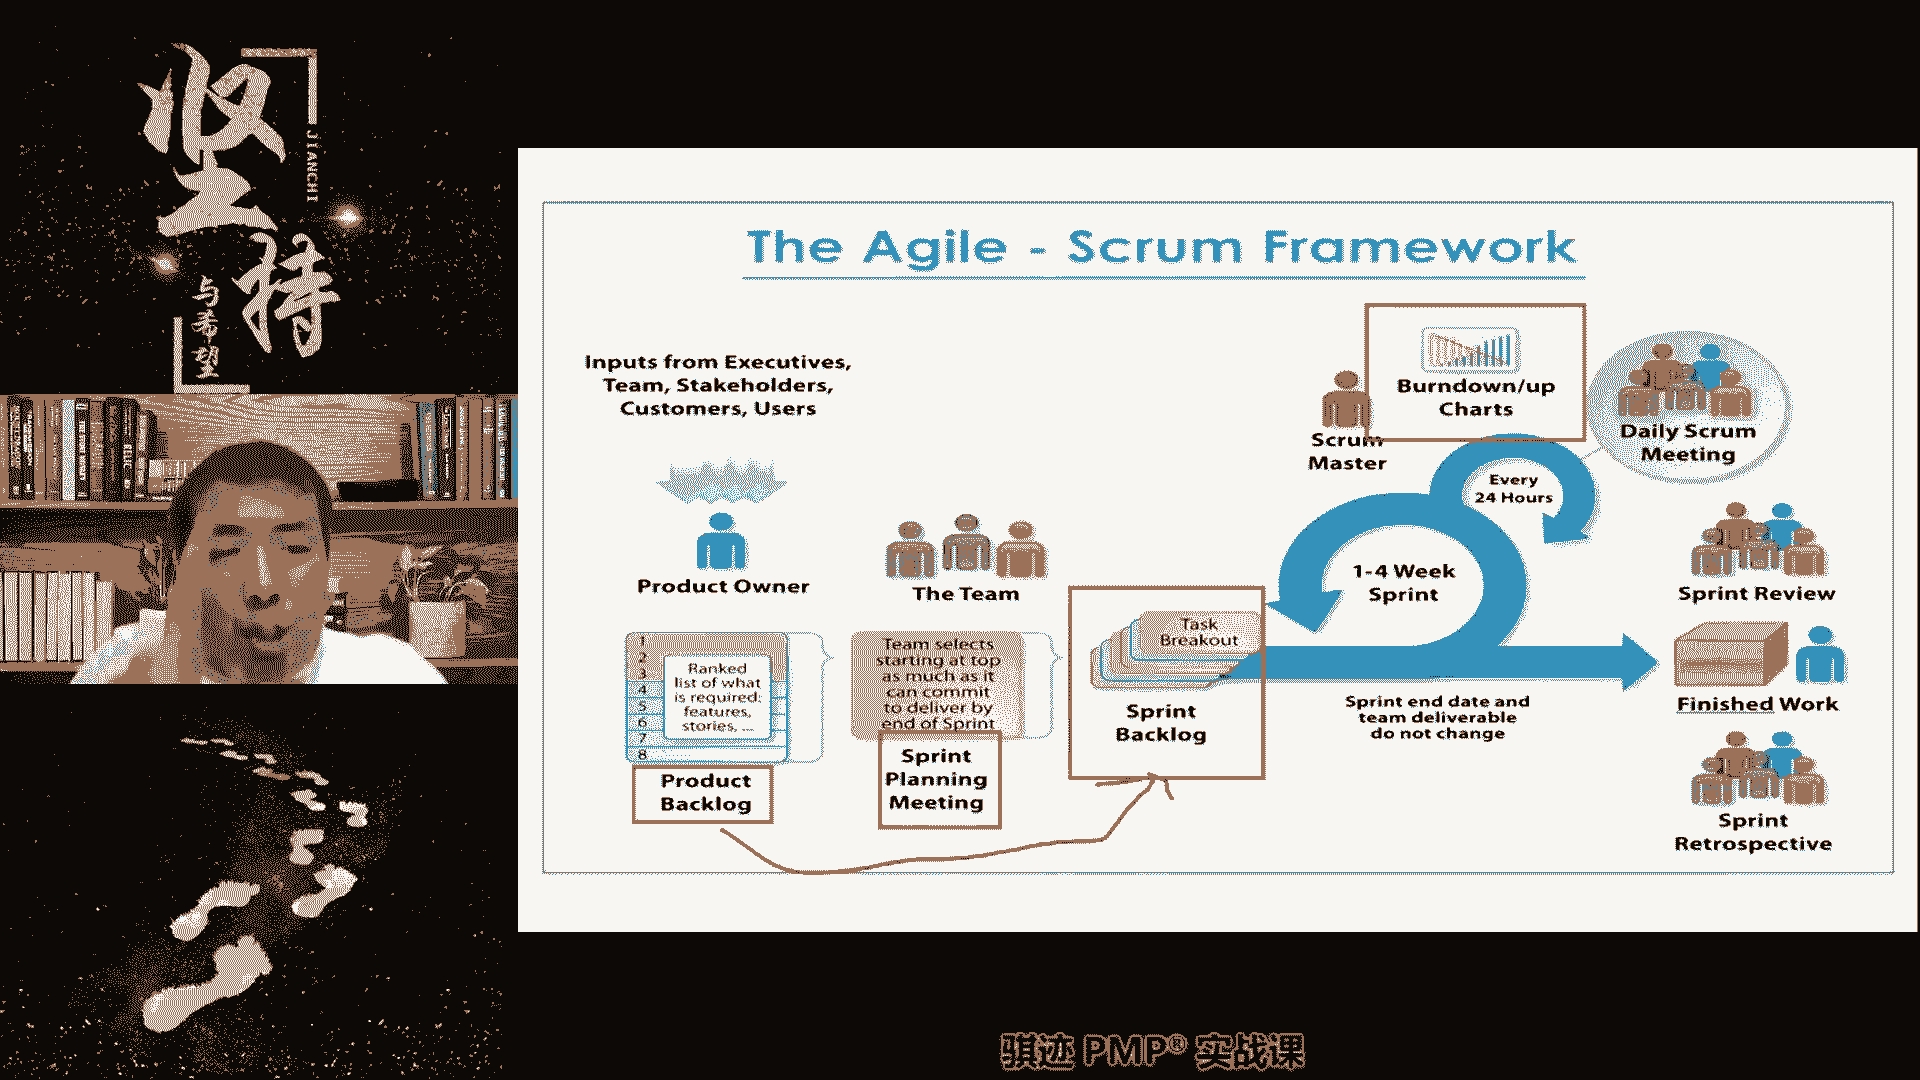 坚持
JIANCHI
与希望
The Agile - Scrum Framework
Inputs from Executives,
Team, Stakeholders,
Customers, Users
Product Owner
The Team
1
2
3
4
5
6
7
8
Ranked
list of what
is required:
features,
stories, ...
Product
Backlog
Team selects
starting at top
as much as it
can commit
to deliver by
end of Sprint
Sprint
Planning
Meeting
Task
Breakout
Sprint
Backlog
Scrum
Master
Burndown/up
Charts
Every
24 Hours
1-4 Week
Sprint
Daily Scrum
Meeting
Sprint end date and
team deliverable
do not change
Sprint Review
Finished Work
Sprint
Retrospective
骐迹 PMP® 实战课